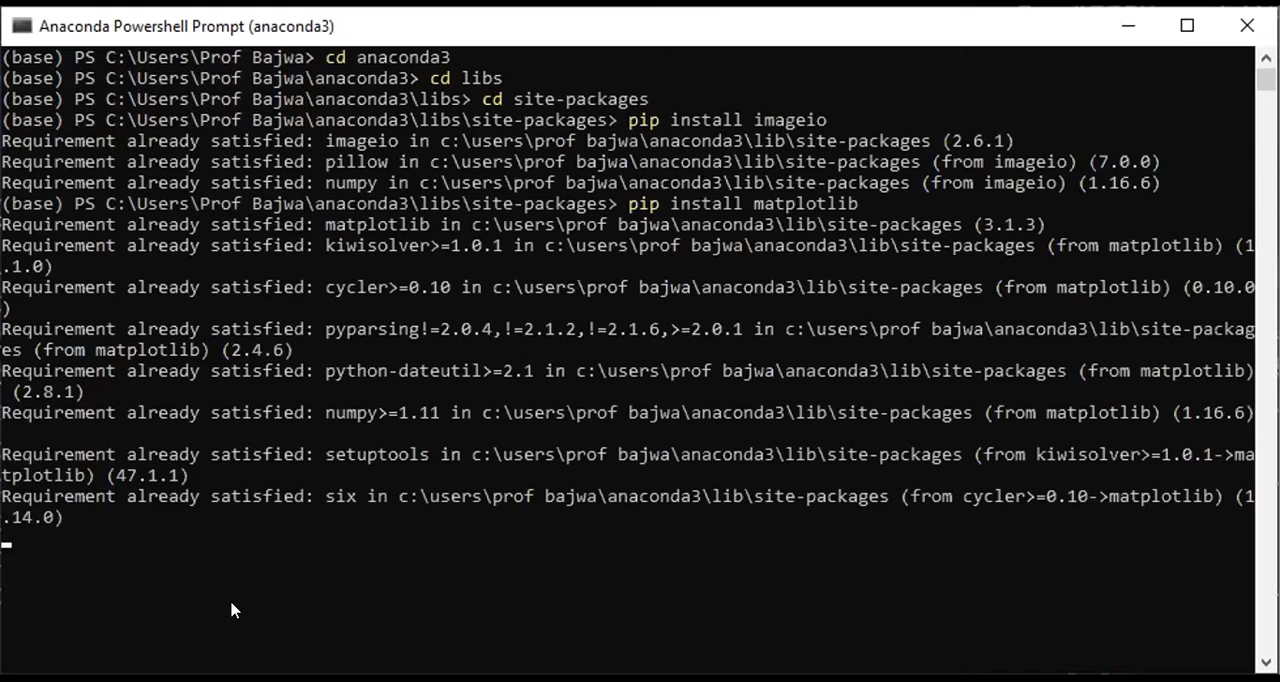 Anaconda Powershell Prompt (anaconda3)
(base) PS C:\Users\Prof Bajwa> cd anaconda3
(base) PS C:\Users\Prof Bajwa\anaconda3> cd libs
(base) PS C:\Users\Prof Bajwa\anaconda3\libs> cd site-packages
(base) PS C:\Users\Prof Bajwa\anaconda3\libs\site-packages> pip install imageio
Requirement already satisfied: imageio in c:\users\prof bajwa\anaconda3\lib\site-packages (2.6.1)
Requirement already satisfied: pillow in c:\users\prof bajwa\anaconda3\lib\site-packages (from imageio) (7.0.0)
Requirement already satisfied: numpy in c:\users\prof bajwa\anaconda3\lib\site-packages (from imageio) (1.16.6)
(base) PS C:\Users\Prof Bajwa\anaconda3\libs\site-packages> pip install matplotlib
Requirement already satisfied: matplotlib in c:\users\prof bajwa\anaconda3\lib\site-packages (3.1.3)
Requirement already satisfied: kiwisolver>=1.0.1 in c:\users\prof bajwa\anaconda3\lib\site-packages (from matplotlib) (1
.1.0)
Requirement already satisfied: cycler>=0.10 in c:\users\prof bajwa\anaconda3\lib\site-packages (from matplotlib) (0.10.0
)
Requirement already satisfied: pyparsing!=2.0.4,!=2.1.2,!=2.1.6,>=2.0.1 in c:\users\prof bajwa\anaconda3\lib\site-packag
es (from matplotlib) (2.4.6)
Requirement already satisfied: python-dateutil>=2.1 in c:\users\prof bajwa\anaconda3\lib\site-packages (from matplotlib)
(2.8.1)
Requirement already satisfied: numpy>=1.11 in c:\users\prof bajwa\anaconda3\lib\site-packages (from matplotlib) (1.16.6)
Requirement already satisfied: setuptools in c:\users\prof bajwa\anaconda3\lib\site-packages (from kiwisolver>=1.0.1->ma
tplotlib) (47.1.1)
Requirement already satisfied: six in c:\users\prof bajwa\anaconda3\lib\site-packages (from cycler>=0.10->matplotlib) (1
.14.0)